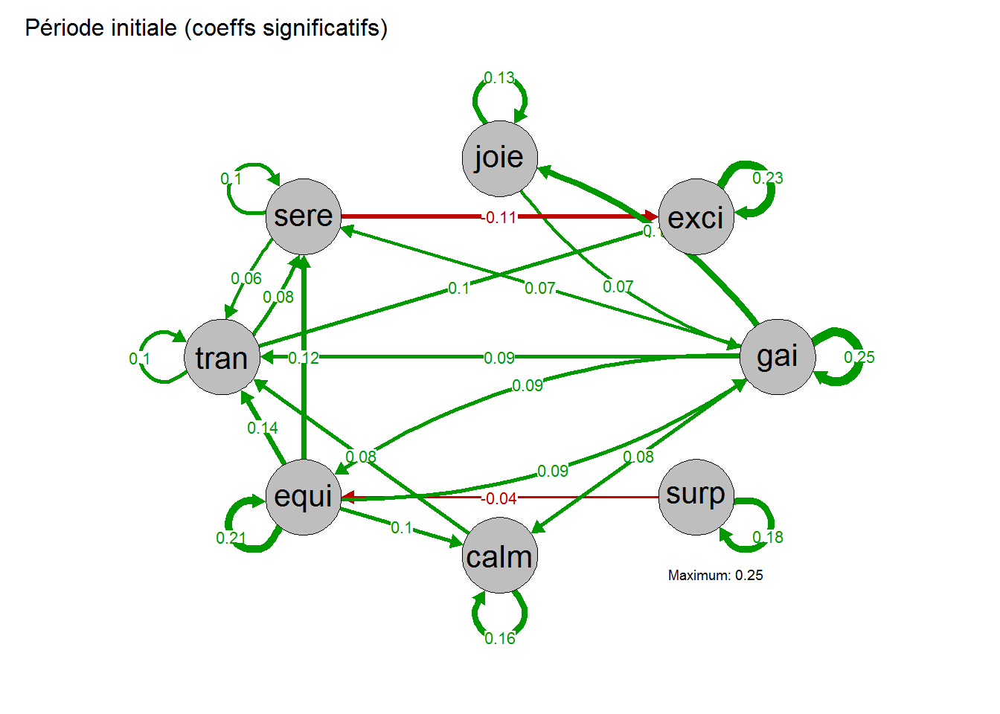 Période initiale (coeffs significatifs)
0.13
joie
0.1
0.23
sere
-0.11
exci
0.06
0.08
0.1
0.07
0.07
0.1
tran
0.12
0.09
gai
0.25
0.09
0.14
0.08
0.08
0.09
equi
-0.04
surp
0.21
0.1
calm
0.18
Maximum: 0.25
0.16